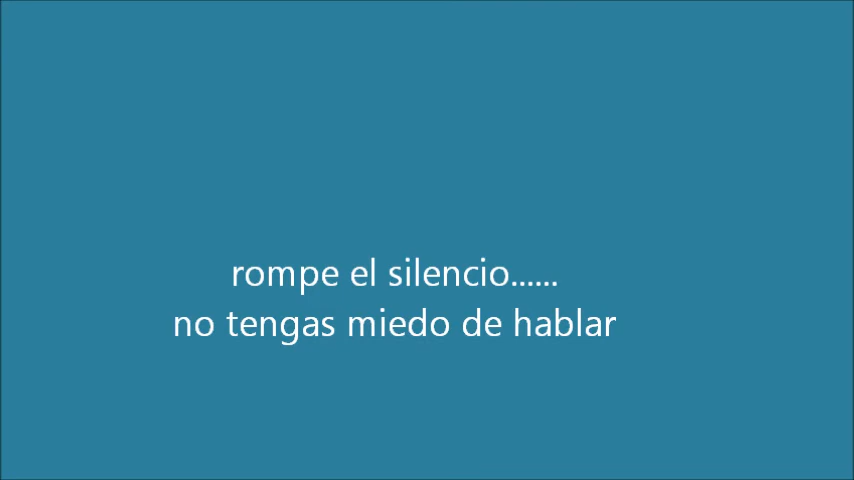 rompe el silencio......
no tengas miedo de hablar